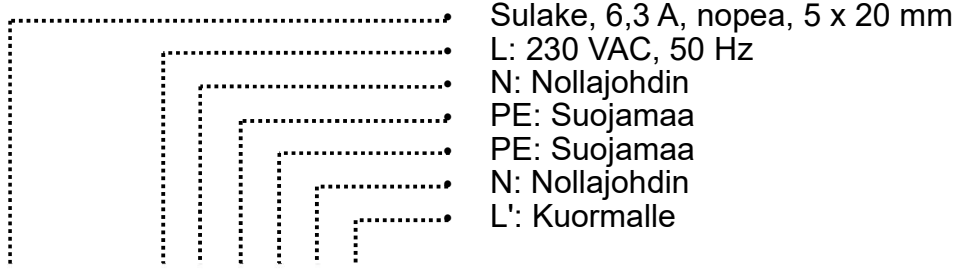 Sulake, 6,3 A, nopea, 5 x 20 mm
L: 230 VAC, 50 Hz
N: Nollajohdin
PE: Suojamaa
PE: Suojamaa
N: Nollajohdin
L': Kuormalle